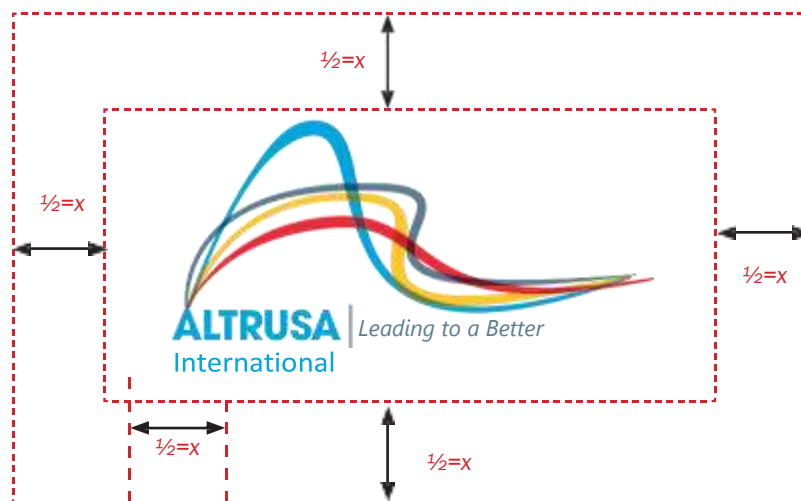 ½=x
½=x
½=x
ALTRUSA Leading to a Better
International
½=x
½=x